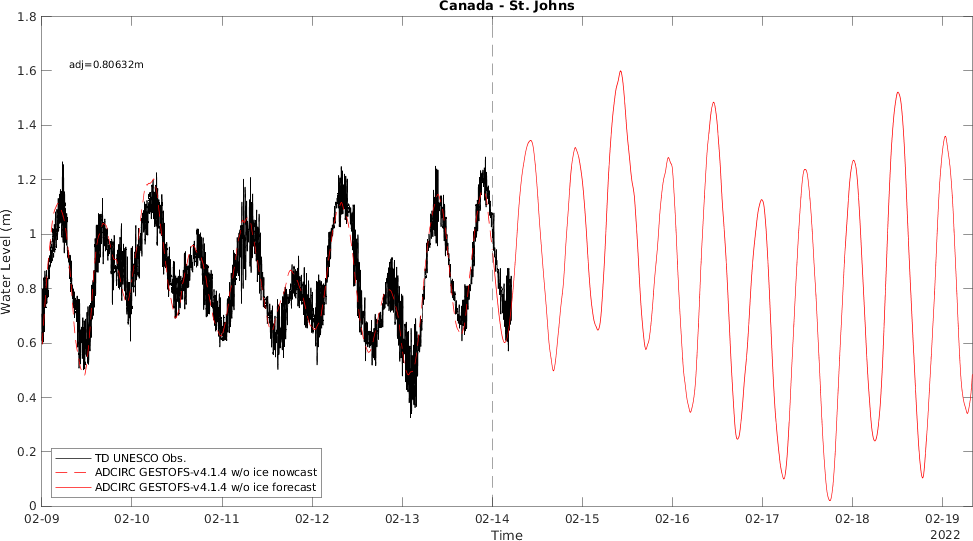 Canada - St. Johns
adj=0.80632m
Water Level (m)
1.8
1.6
1.4
1.2
1
0.8
0.6
0.4
0.2
0
TD UNESCO Obs.
ADCIRC GESTOFS-v4.1.4 w/o ice nowcast
ADCIRC GESTOFS-v4.1.4 w/o ice forecast
02-09 02-10 02-11 02-12 02-13 02-14 02-15 02-16 02-17 02-18 02-19
Time
2022